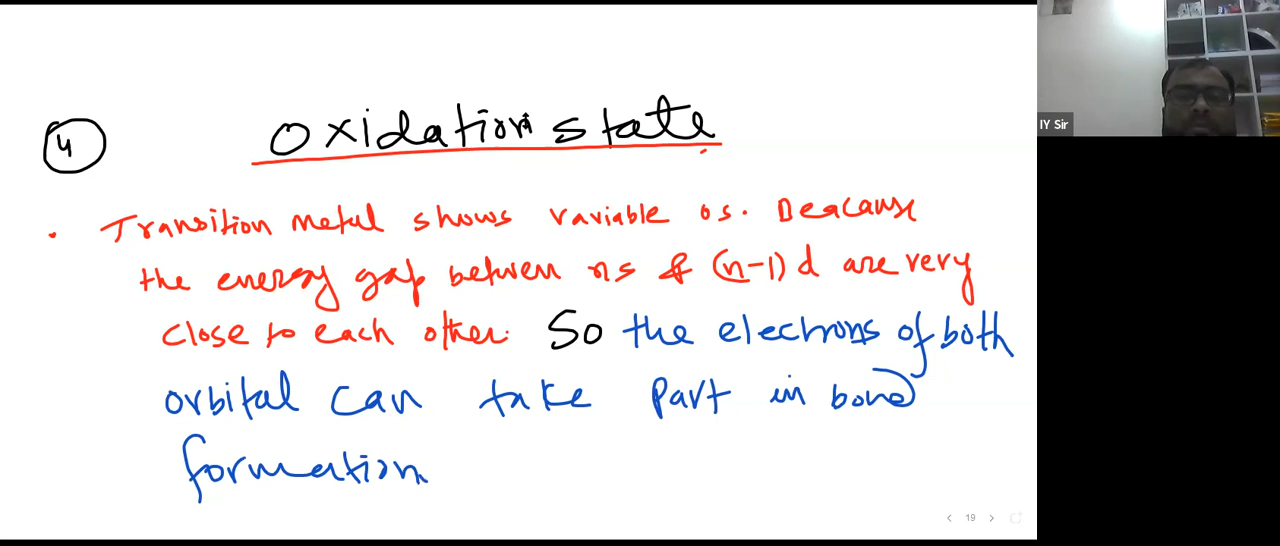 4
Oxidation state
IY Sir
. Transition metal shows variable os. Beacause
the energy gap between ns & (n-1) d are very
close to each other. So the electrons of both
orbital can take part in bond
formation
< 19 >